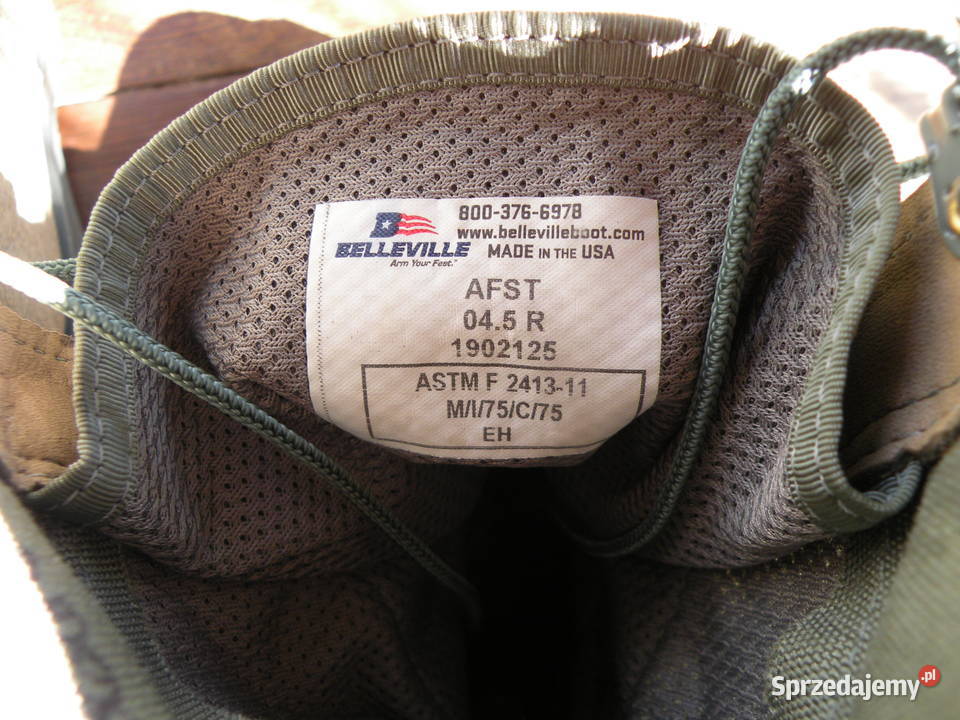 800-376-6978
BELLEVILLE www.bellevilleboot.com
Arm Your Feet.™ MADE IN THE USA
AFST
04.5 R
1902125
ASTM F 2413-11
M/I/75/C/75
EH
Sprzedajemy.pl